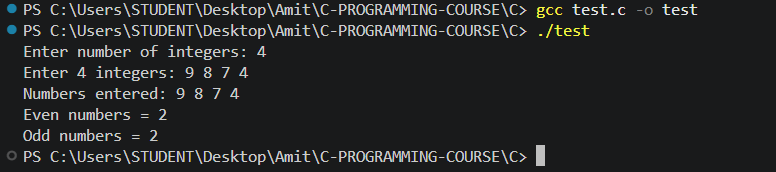 PS C:\Users\STUDENT\Desktop\Amit\C-PROGRAMMING-COURSE\C> gcc test.c -o test
PS C:\Users\STUDENT\Desktop\Amit\C-PROGRAMMING-COURSE\C> ./test
Enter number of integers: 4
Enter 4 integers: 9 8 7 4
Numbers entered: 9 8 7 4
Even numbers = 2
Odd numbers = 2
PS C:\Users\STUDENT\Desktop\Amit\C-PROGRAMMING-COURSE\C>